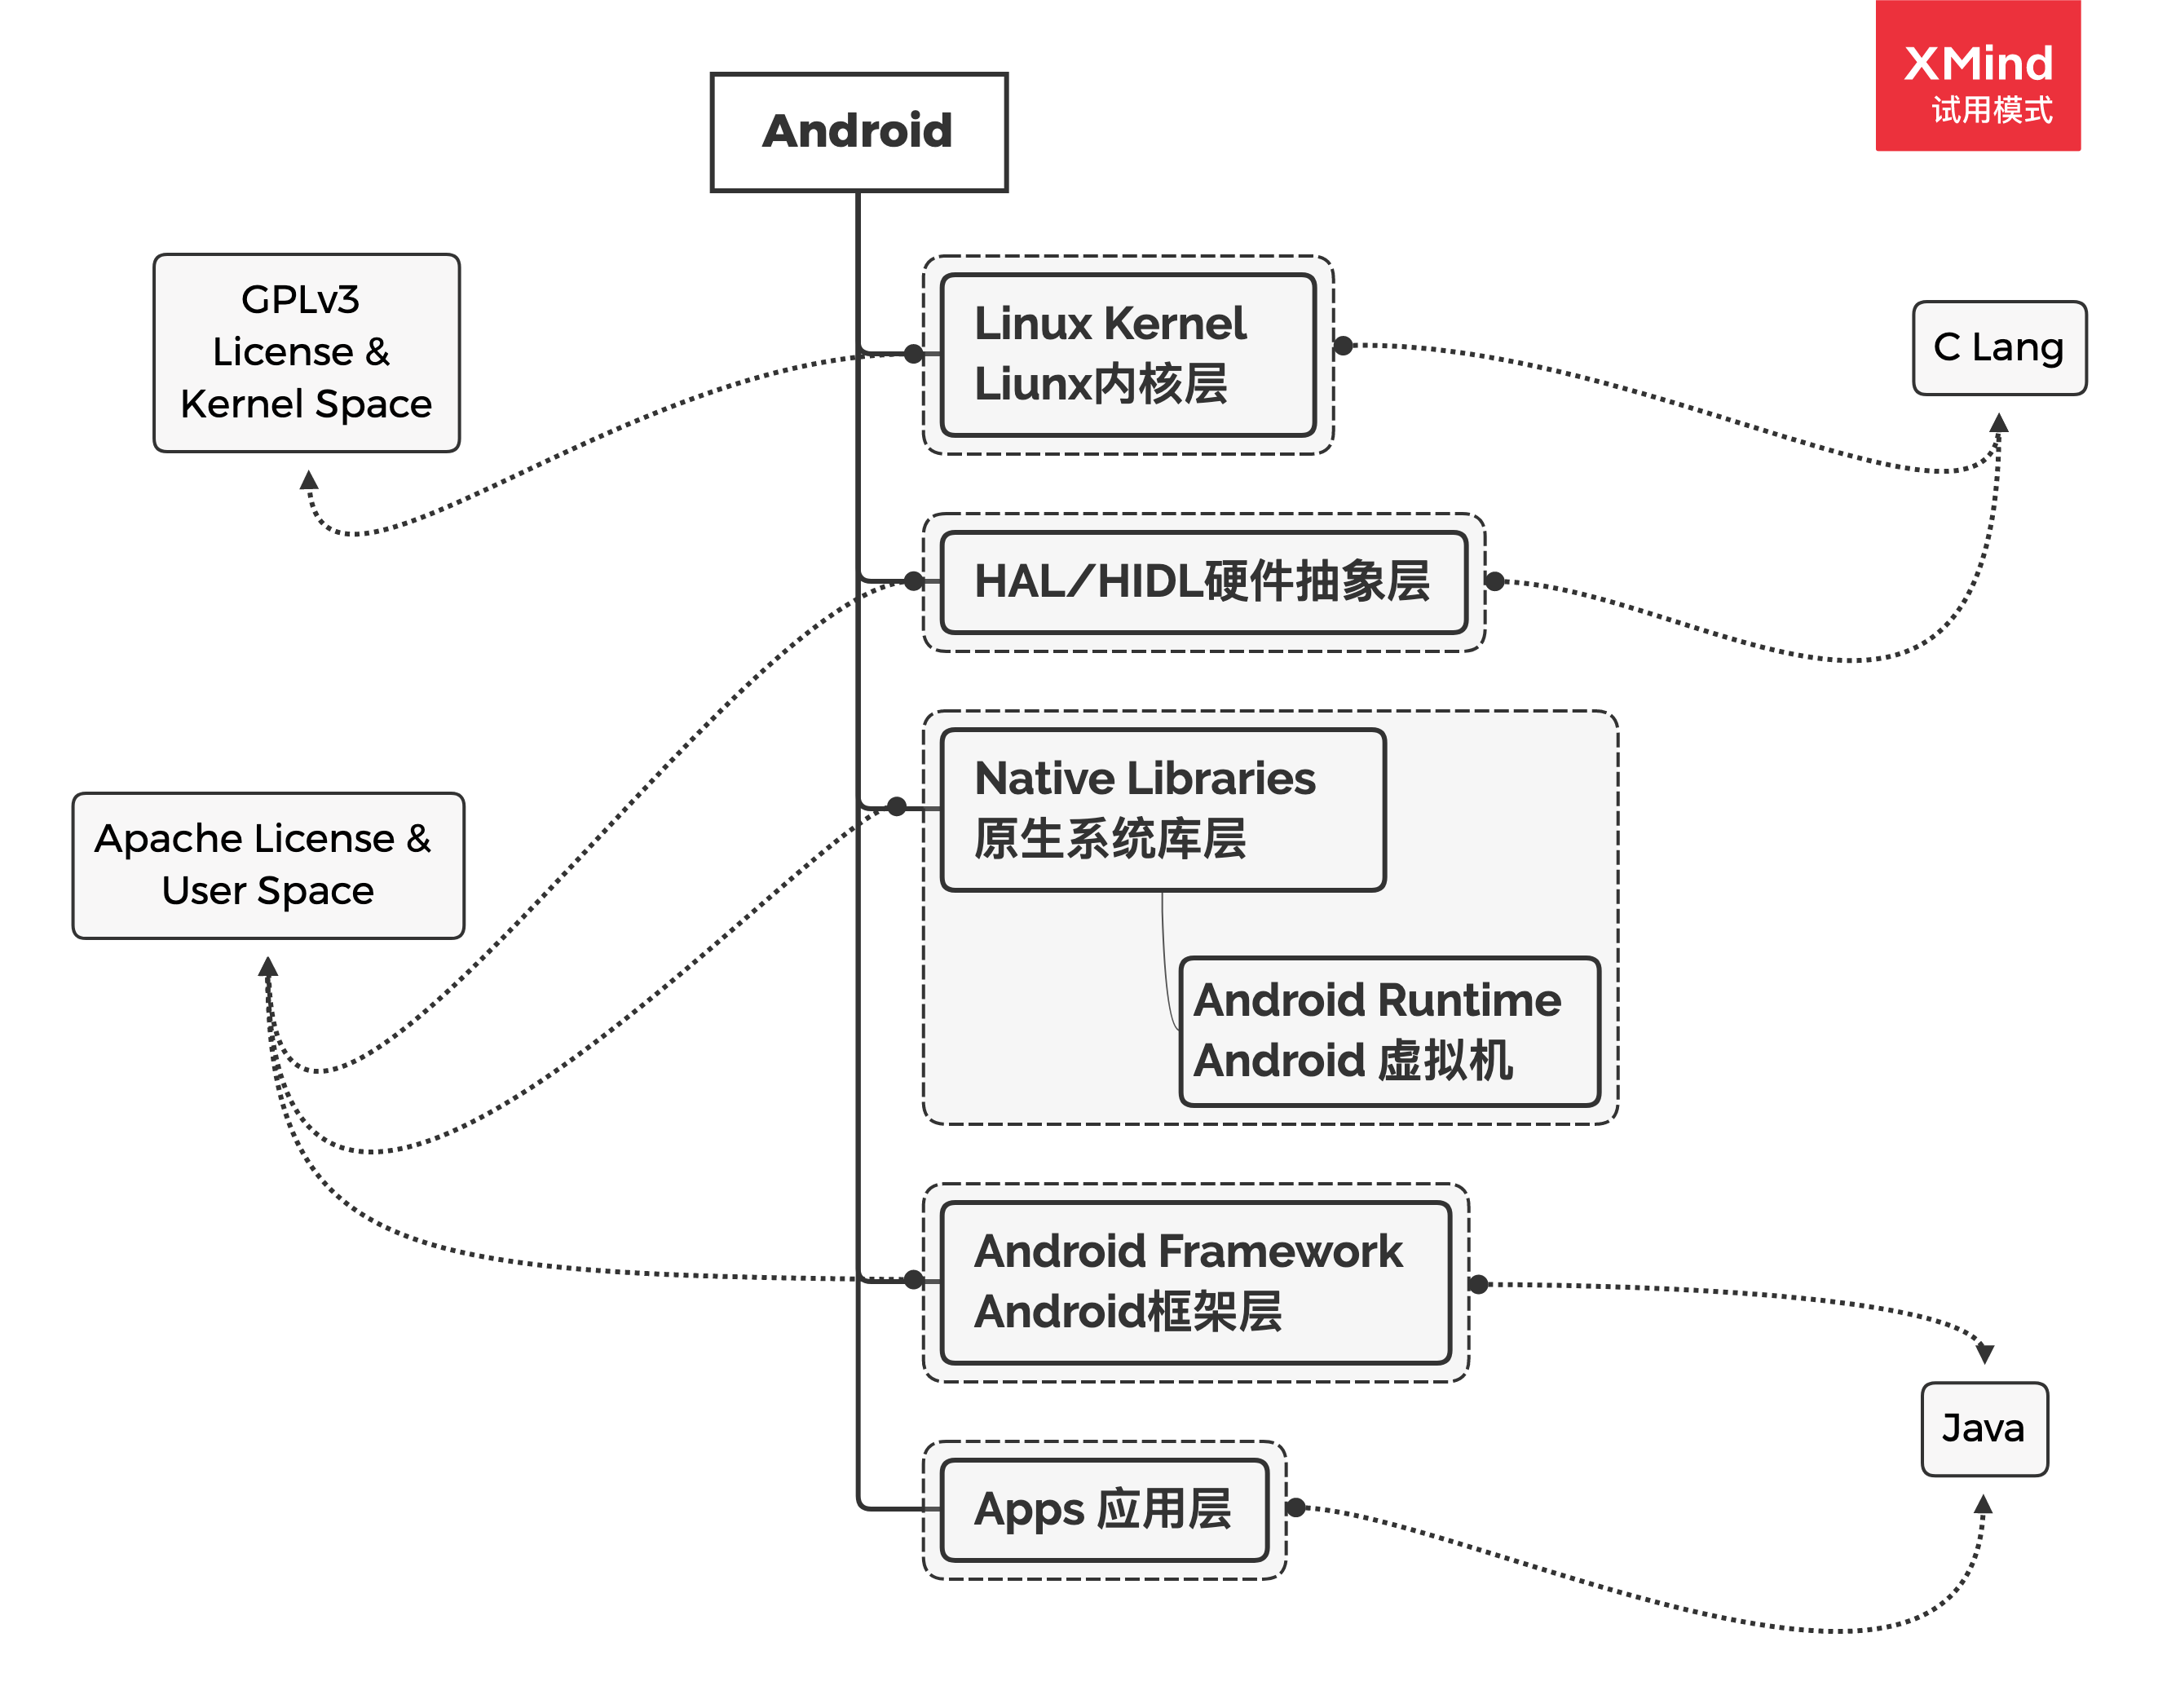 XMind
试用模式
Android
GPLv3
License &
Kernel Space
Linux Kernel
Liunx内核层
C Lang
HAL/HIDL硬件抽象层
Native Libraries
原生系统库层
Apache License &
User Space
Android Runtime
Android 虚拟机
Android Framework
Android框架层
Java
Apps 应用层